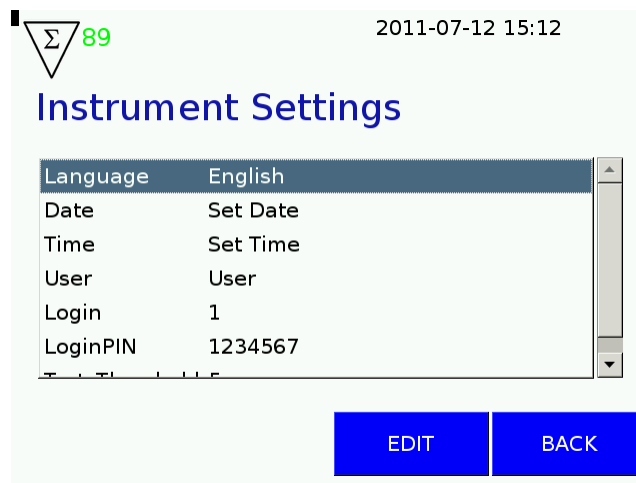 Σ 89
2011-07-12 15:12
Instrument Settings
Language English
Date Set Date
Time Set Time
User User
Login 1
LoginPIN 1234567
EDIT BACK